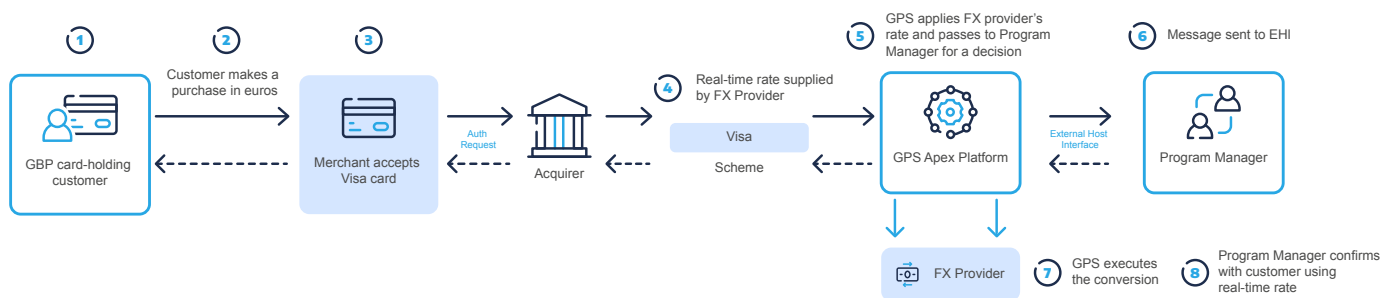 1
GBP card-holding
customer
2
Customer makes a
purchase in euros
3
Merchant accepts
Visa card
Auth
Request
Acquirer
4
Real-time rate supplied
by FX Provider
Visa
Scheme
5
GPS applies FX provider's
rate and passes to Program
Manager for a decision
GPS Apex Platform
External Host
Interface
6
Message sent to EHI
Program Manager
FX Provider
7
GPS executes
the conversion
8
Program Manager confirms
with customer using
real-time rate